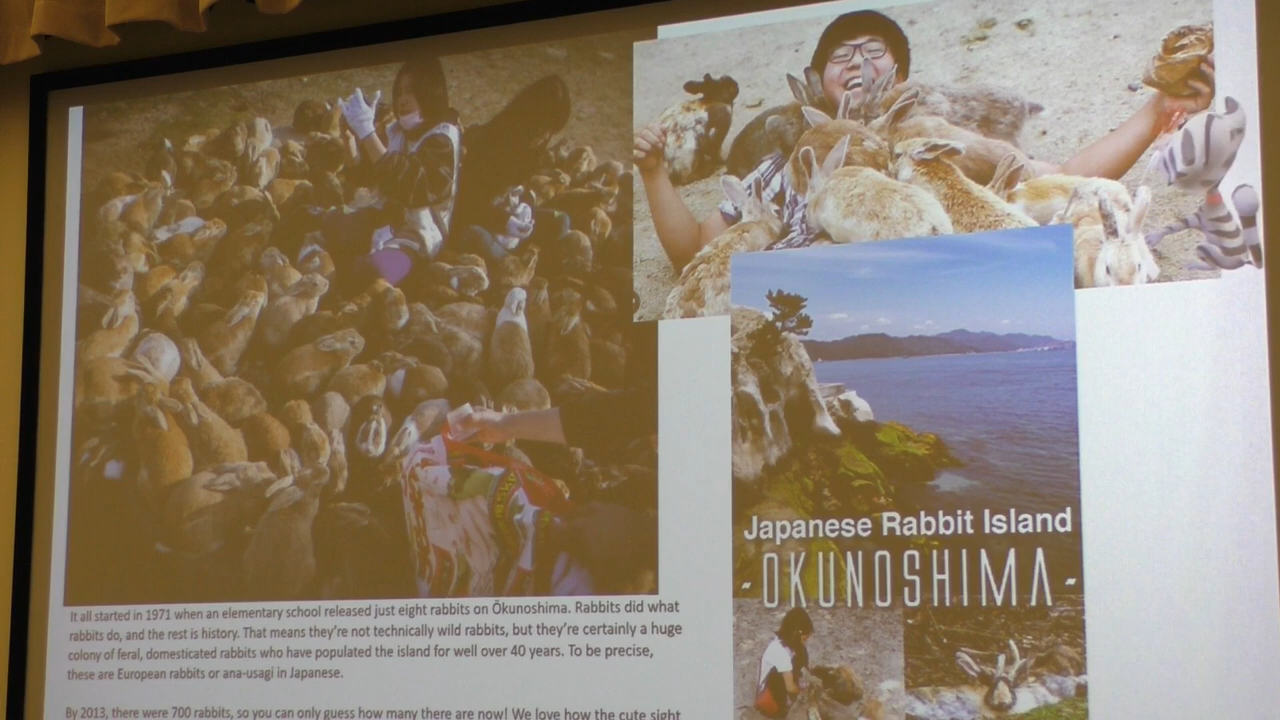 It all started in 1971 when an elementary school released just eight rabbits on Ōkunoshima. Rabbits did what
rabbits do, and the rest is history. That means they're not technically wild rabbits, but they're certainly a huge
colony of feral, domesticated rabbits who have populated the island for well over 40 years. To be precise,
these are European rabbits or ana-usagi in Japanese.
By 2013, there were 700 rabbits, so you can only guess how many there are now! We love how the cute sight
Japanese Rabbit Island
-OKUNOSHIMA-